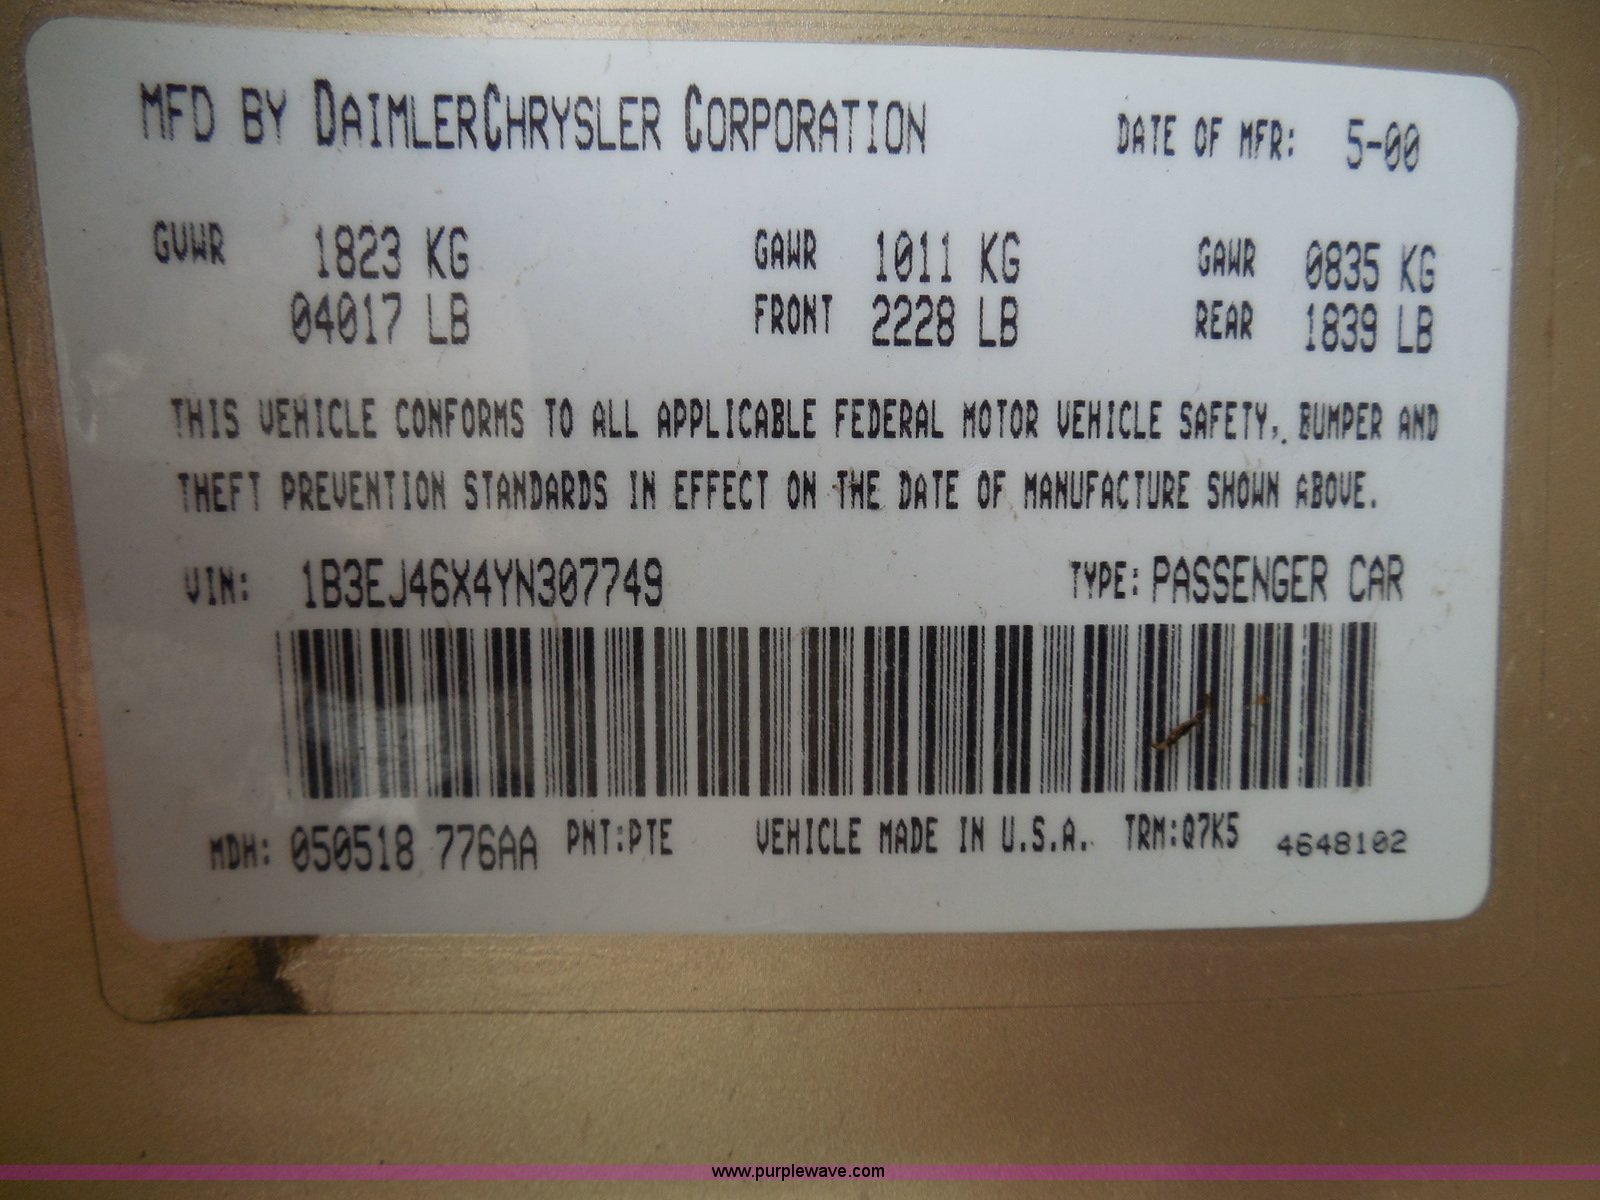 MFD BY DAIMLERCHRYSLER CORPORATION DATE OF MFR: 5-00
GVWR 1823 KG GAWR 1011 KG GAWR 0835 KG
04017 LB FRONT 2228 LB REAR 1839 LB
THIS VEHICLE CONFORMS TO ALL APPLICABLE FEDERAL MOTOR VEHICLE SAFETY, BUMPER AND
THEFT PREVENTION STANDARDS IN EFFECT ON THE DATE OF MANUFACTURE SHOWN ABOVE.
VIN: 1B3EJ46X4YN307749 TYPE: PASSENGER CAR
MDH: 050518 776AA PNT:PTE VEHICLE MADE IN U.S.A. TRM:Q7K5 4648102
www.purplewave.com